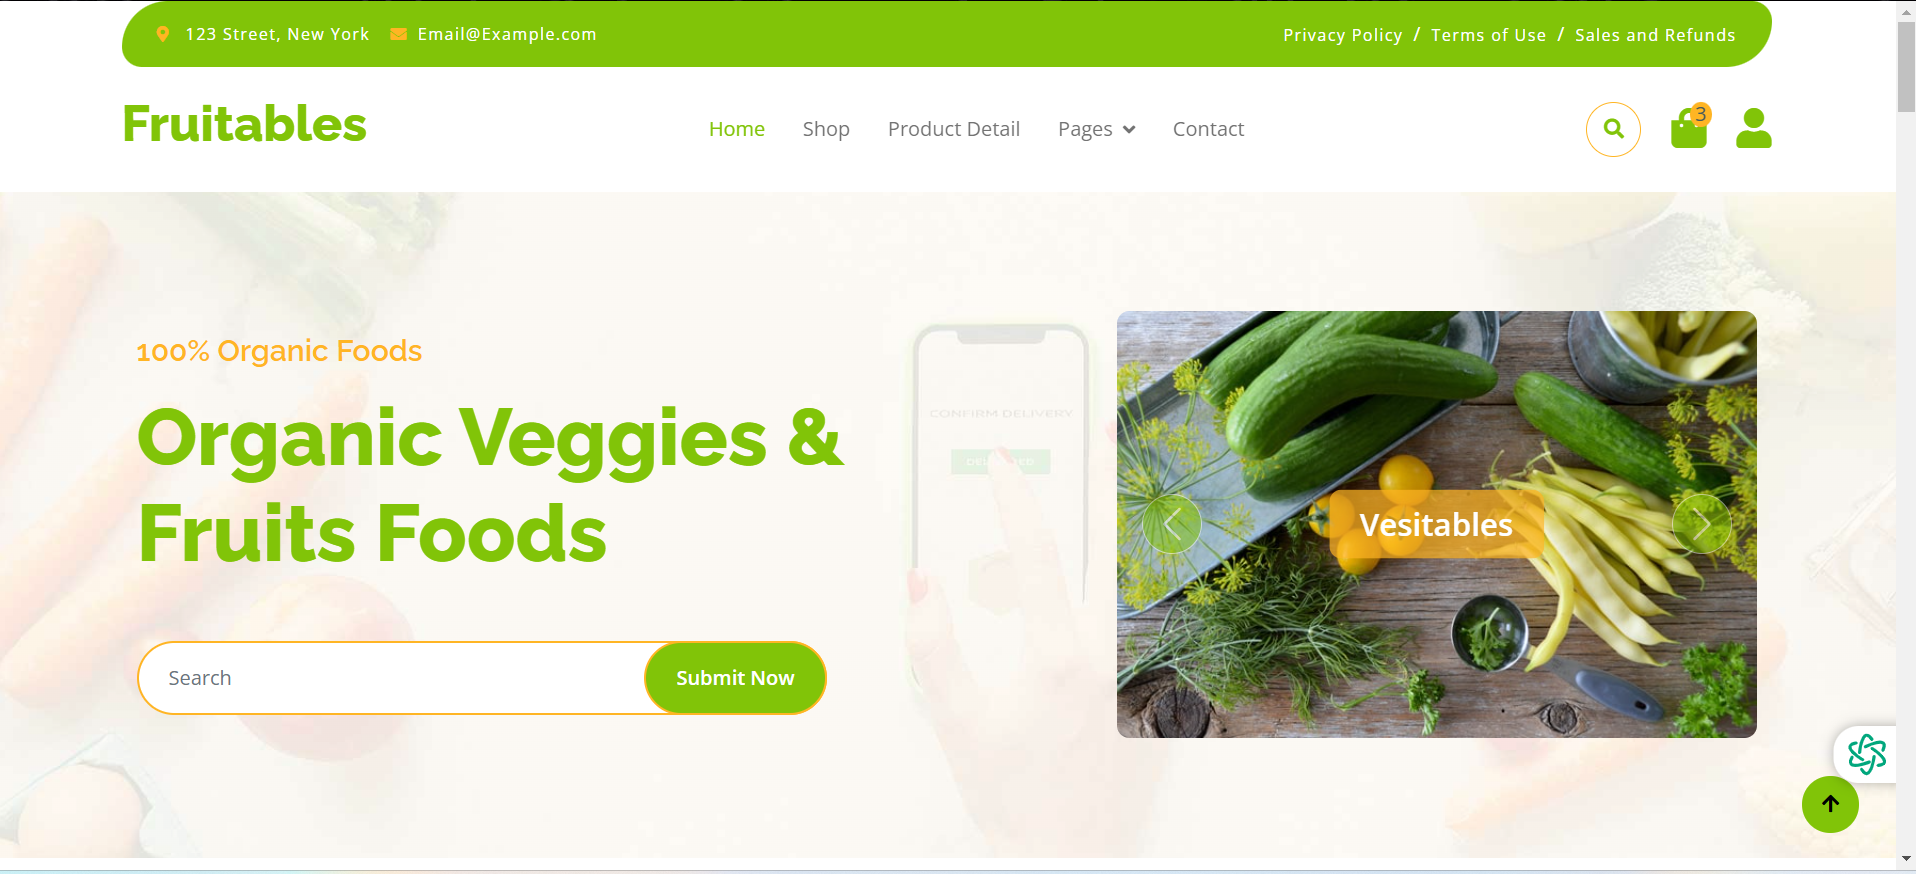 123 Street, New York Email@Example.com Privacy Policy / Terms of Use / Sales and Refunds
Fruitables Home Shop Product Detail Pages Contact 3
100% Organic Foods
Organic Veggies &
Fruits Foods
CONFIRM DELIVERY
Vesitables
Search Submit Now